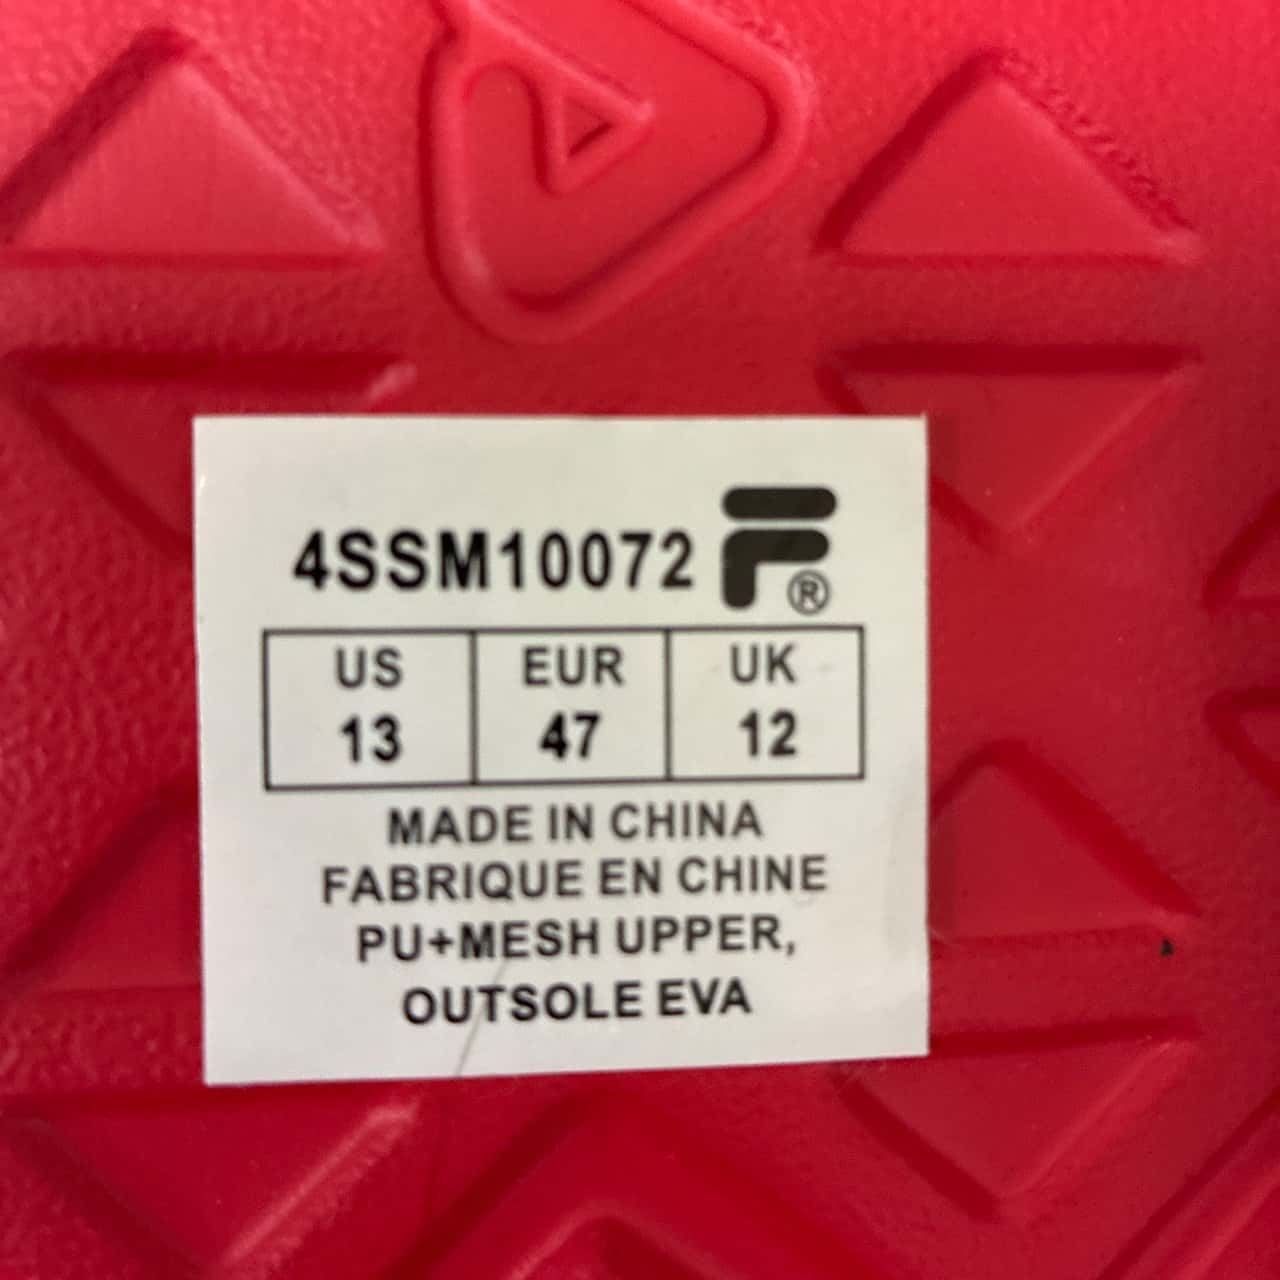 4SSM10072 F®
US EUR UK
13 47 12
MADE IN CHINA
FABRIQUE EN CHINE
PU+MESH UPPER,
OUTSOLE EVA